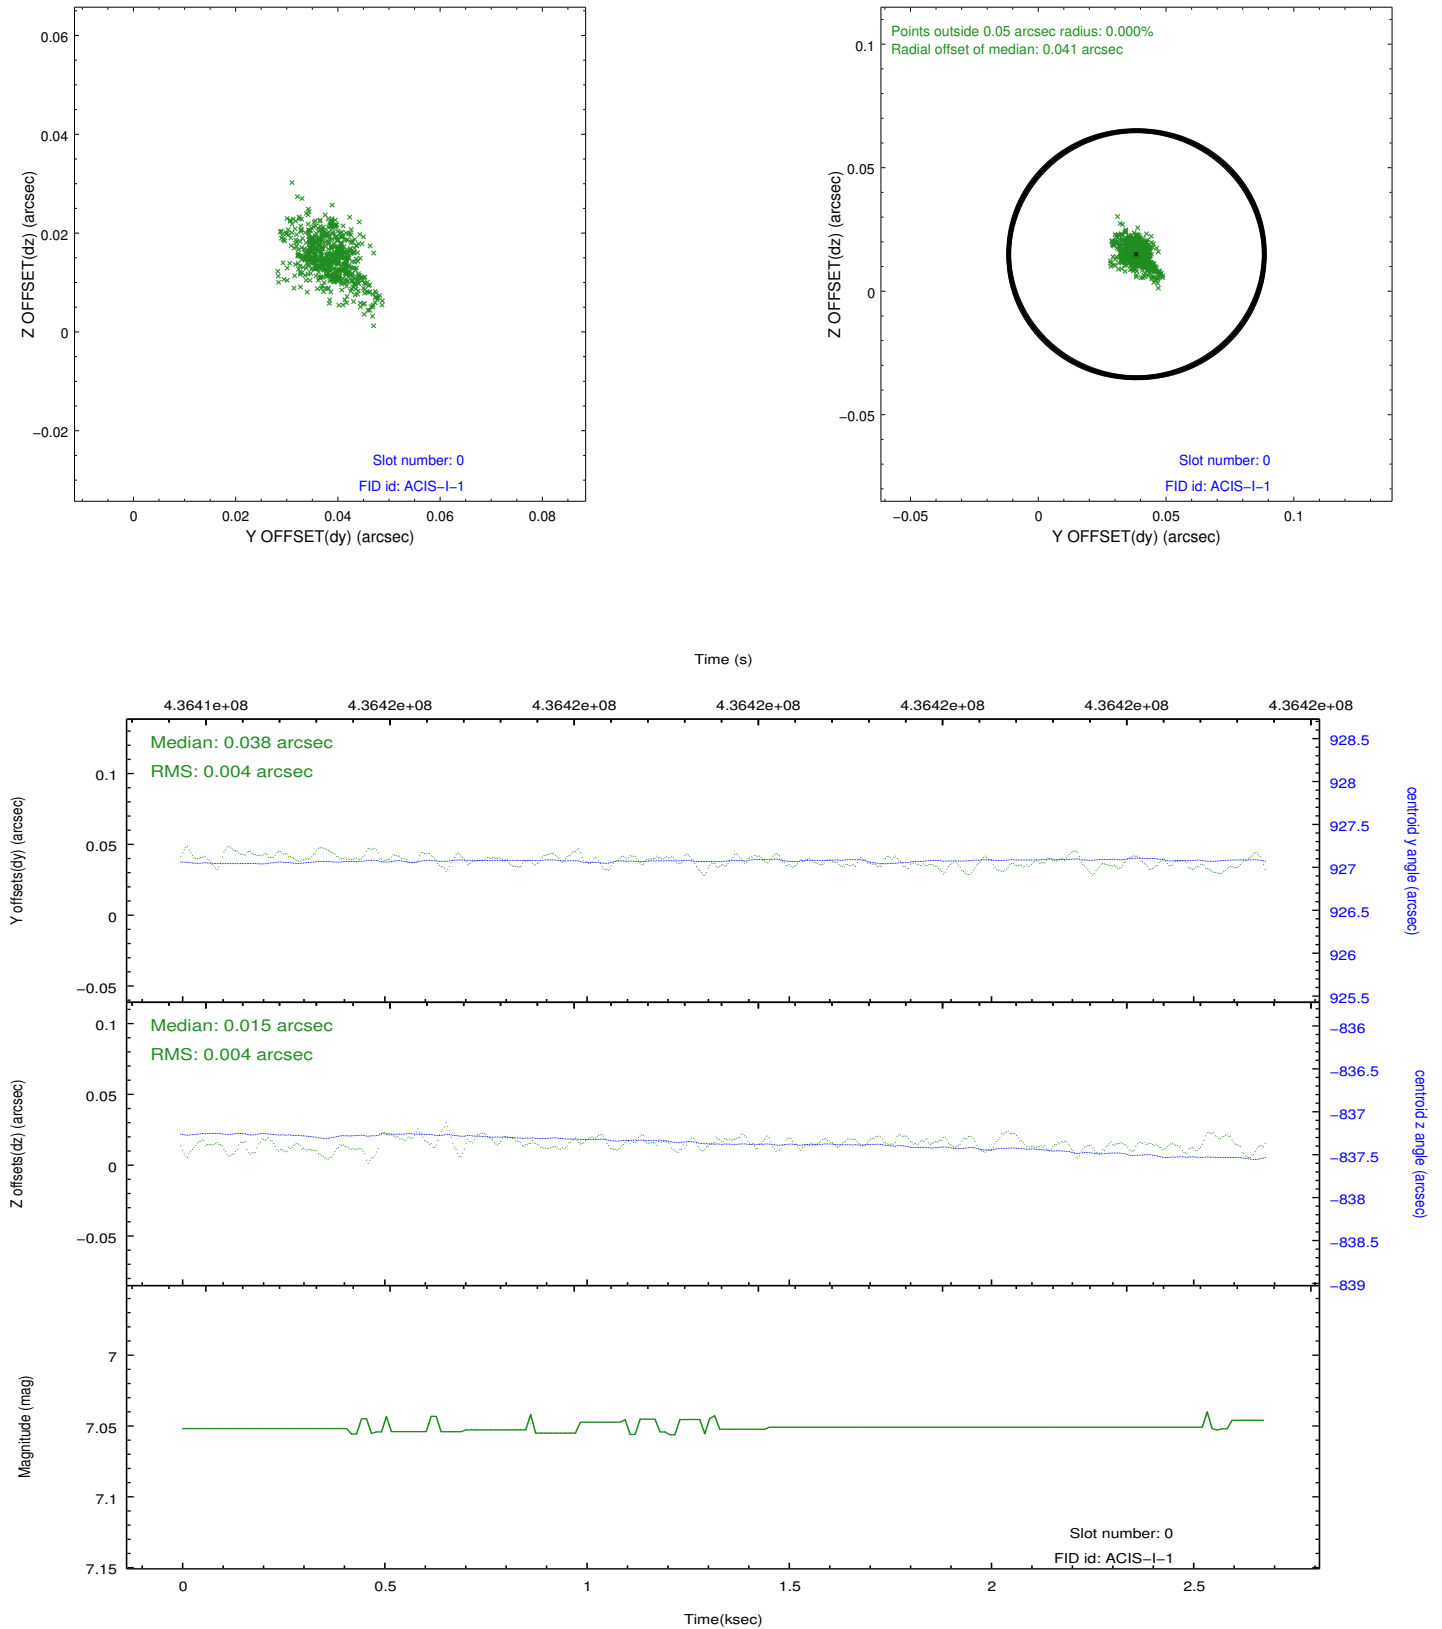 0.06
0.04
0.02
0
−0.02
Z OFFSET(dz) (arcsec)
Slot number: 0
FID id: ACIS−I−1
0
0.02
0.04
0.06
0.08
Y OFFSET(dy) (arcsec)
Points outside 0.05 arcsec radius: 0.000%
Radial offset of median: 0.041 arcsec
0.1
0.05
0
−0.05
Z OFFSET(dz) (arcsec)
Slot number: 0
FID id: ACIS−I−1
−0.05
0
0.05
0.1
Y OFFSET(dy) (arcsec)
Time (s)
4.3641e+08
4.3642e+08
4.3642e+08
4.3642e+08
4.3642e+08
4.3642e+08
4.3642e+08
Median: 0.038 arcsec
RMS: 0.004 arcsec
0.1
0.05
0
−0.05
Y offsets(dy) (arcsec)
928.5
928
927.5
927
926.5
926
925.5
centroid y angle (arcsec)
Median: 0.015 arcsec
RMS: 0.004 arcsec
0.1
0.05
0
−0.05
Z offsets(dz) (arcsec)
−836
−836.5
−837
−837.5
−838
−838.5
−839
centroid z angle (arcsec)
7
7.05
7.1
7.15
Magnitude (mag)
Slot number: 0
FID id: ACIS−I−1
0
0.5
1
1.5
2
2.5
Time(ksec)